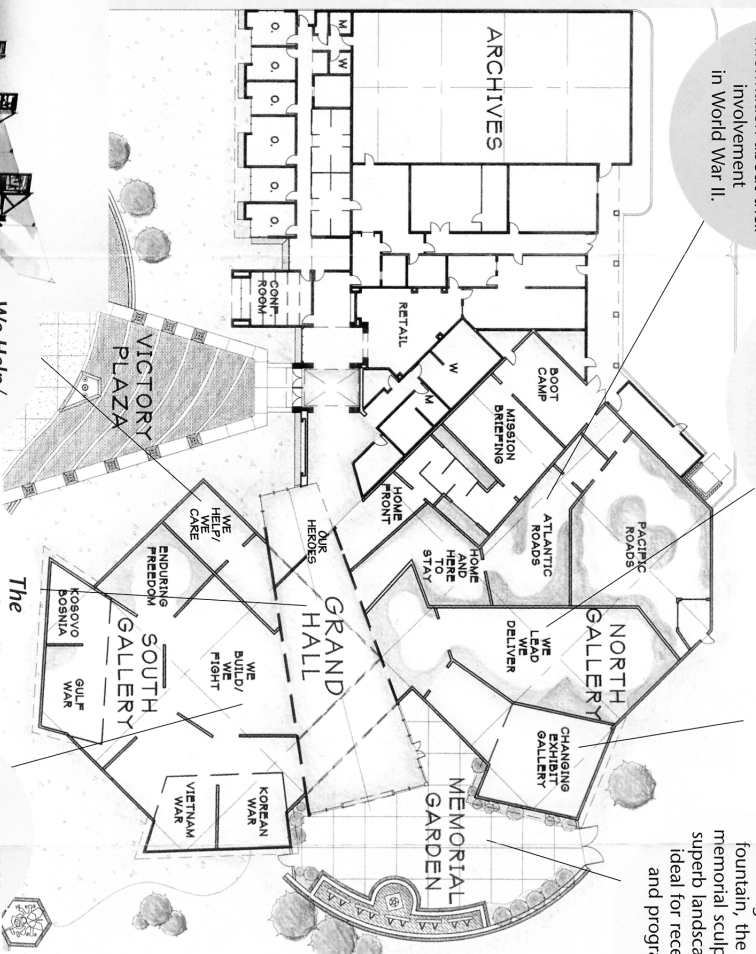 involvement
in World War II.
fountain, the
memorial sculp
superb landsca
ideal for rece
and progra
ARCHIVES
M
W
O.
O.
O.
O.
O.
O.
CONF.
ROOM
RETAIL
W
M
BOOT
CAMP
MISSION
BRIEFING
PACIFIC
ROADS
ATLANTIC
ROADS
HOME
AND
HERE
TO
STAY
HOME
FRONT
NORTH
GALLERY
WE
LEAD
WE
DELIVER
CHANGING
EXHIBIT
GALLERY
OUR
HEROES
GRAND
HALL
MEMORIAL
GARDEN
VICTORY
PLAZA
WE
HELP/
WE
CARE
ENDURING
FREEDOM
WE
BUILD/
WE
FIGHT
SOUTH
GALLERY
KOSOVO
BOSNIA
GULF
WAR
KOREAN
WAR
VIETNAM
WAR
We Help/
The